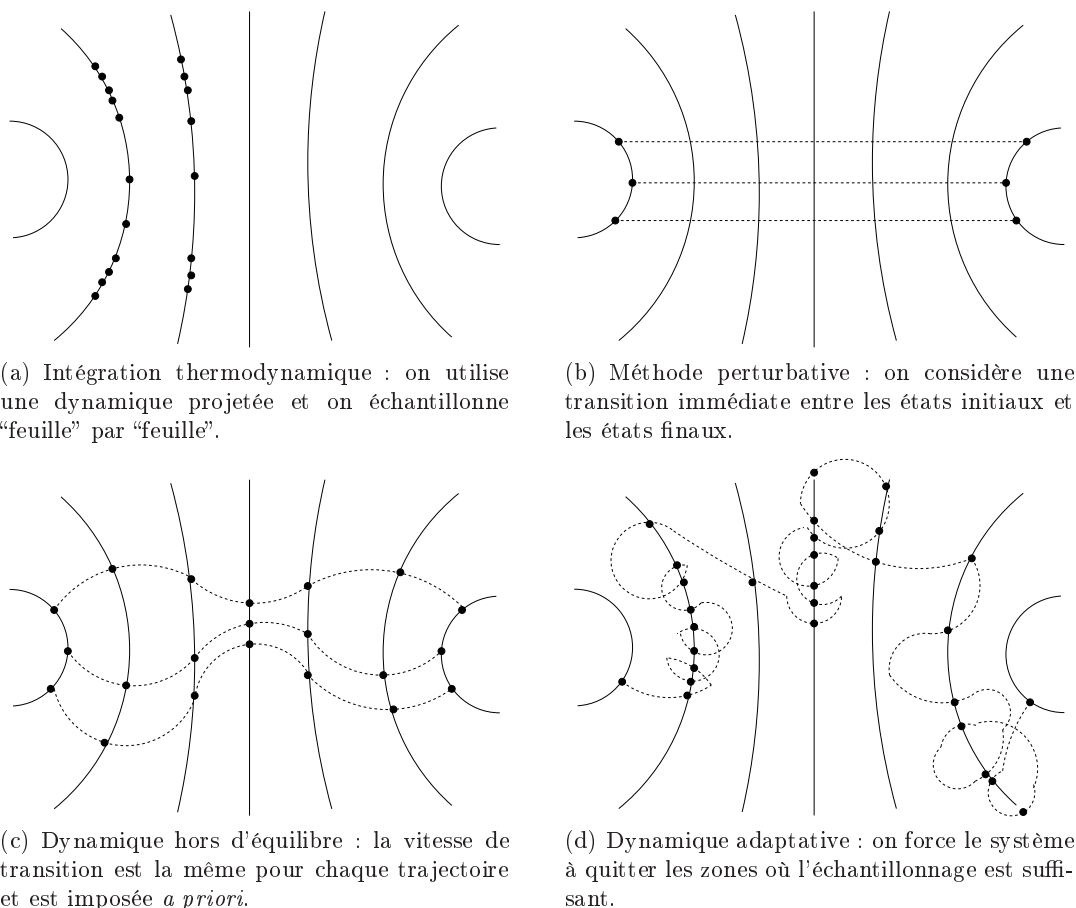 (a) Intégration thermodynamique : on utilise
une dynamique projetée et on échantillonne
“feuille” par “feuille”.
(b) Méthode perturbative : on considère une
transition immédiate entre les états initiaux et
les états finaux.
(c) Dynamique hors d'équilibre : la vitesse de
transition est la même pour chaque trajectoire
et est imposée a priori.
(d) Dynamique adaptative : on force le système
à quitter les zones où l'échantillonnage est suffi-
sant.